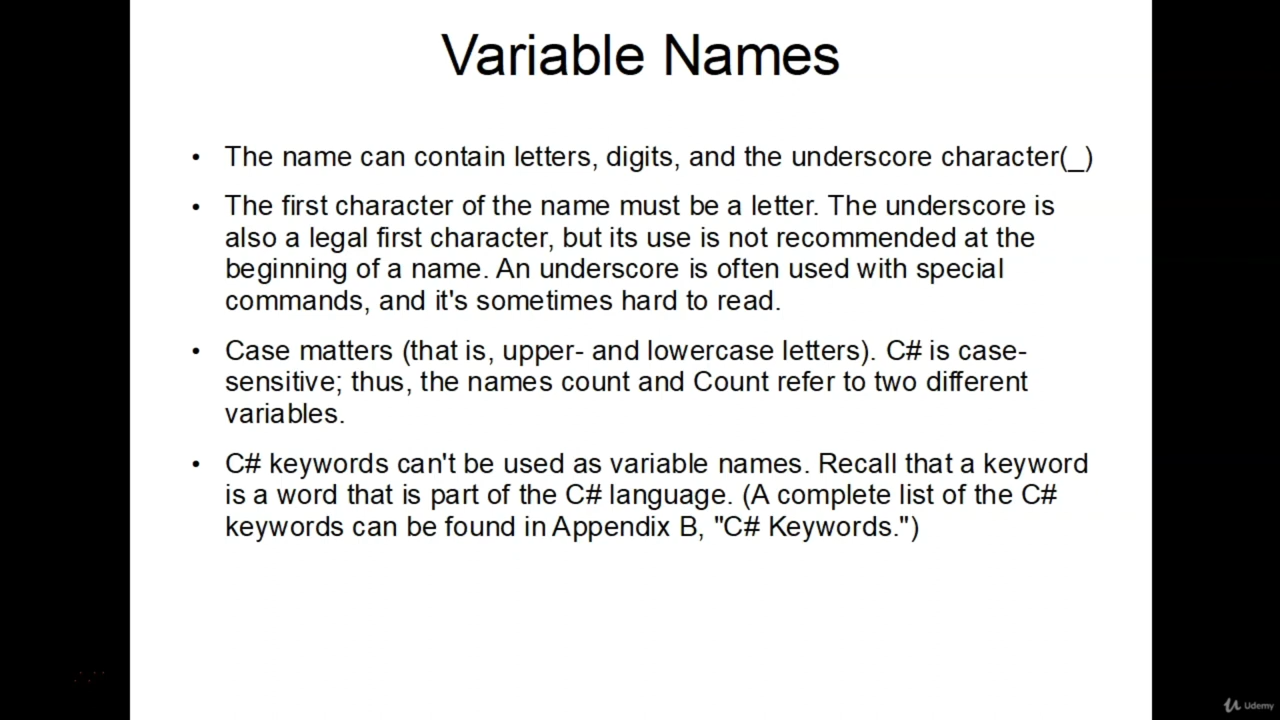 Variable Names
• The name can contain letters, digits, and the underscore character(_)
• The first character of the name must be a letter. The underscore is
also a legal first character, but its use is not recommended at the
beginning of a name. An underscore is often used with special
commands, and it's sometimes hard to read.
• Case matters (that is, upper- and lowercase letters). C# is case-
sensitive; thus, the names count and Count refer to two different
variables.
• C# keywords can't be used as variable names. Recall that a keyword
is a word that is part of the C# language. (A complete list of the C#
keywords can be found in Appendix B, "C# Keywords.")
Udemy